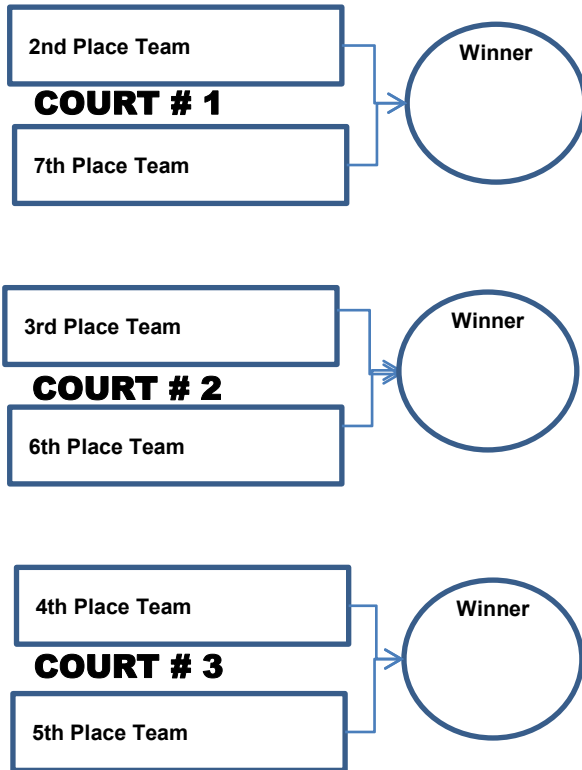 2nd Place Team
Winner
COURT # 1
7th Place Team
3rd Place Team
Winner
COURT # 2
6th Place Team
4th Place Team
Winner
COURT # 3
5th Place Team